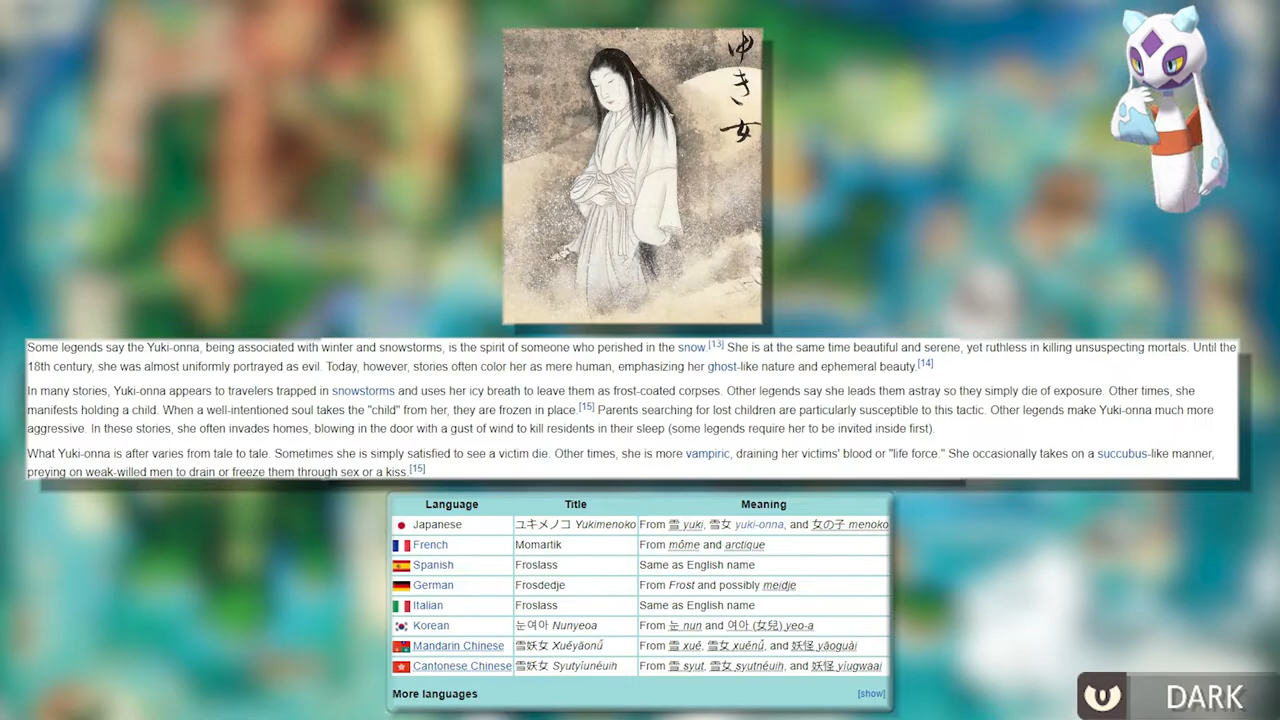 ゆき女
Some legends say the Yuki-onna, being associated with winter and snowstorms, is the spirit of someone who perished in the snow.[13] She is at the same time beautiful and serene, yet ruthless in killing unsuspecting mortals. Until the
18th century, she was almost uniformly portrayed as evil. Today, however, stories often color her as mere human, emphasizing her ghost-like nature and ephemeral beauty.[14]
In many stories, Yuki-onna appears to travelers trapped in snowstorms and uses her icy breath to leave them as frost-coated corpses. Other legends say she leads them astray so they simply die of exposure. Other times, she
manifests holding a child. When a well-intentioned soul takes the "child" from her, they are frozen in place.[15] Parents searching for lost children are particularly susceptible to this tactic. Other legends make Yuki-onna much more
aggressive. In these stories, she often invades homes, blowing in the door with a gust of wind to kill residents in their sleep (some legends require her to be invited inside first).
What Yuki-onna is after varies from tale to tale. Sometimes she is simply satisfied to see a victim die. Other times, she is more vampiric, draining her victims' blood or "life force." She occasionally takes on a succubus-like manner,
preying on weak-willed men to drain or freeze them through sex or a kiss.[15]
Language Title Meaning
Japanese ユキメノコ Yukimenoko From 雪 yuki, 雪女 yuki-onna, and 女の子 menoko
French Momartik From môme and arctique
Spanish Froslass Same as English name
German Frosdedje From Frost and possibly meidje
Italian Froslass Same as English name
Korean 눈여아 Nunyeoa From 눈 nun and 여아 (女兒) yeo-a
Mandarin Chinese 雪妖女 Xuěyāonǚ From 雪 xuě, 雪女 xuěnǚ, and 妖怪 yāoguài
Cantonese Chinese 雪妖女 Syutyīunéuih From 雪 syut, 雪女 syutnéuih, and 妖怪 yīugwaai
More languages [show]
DARK